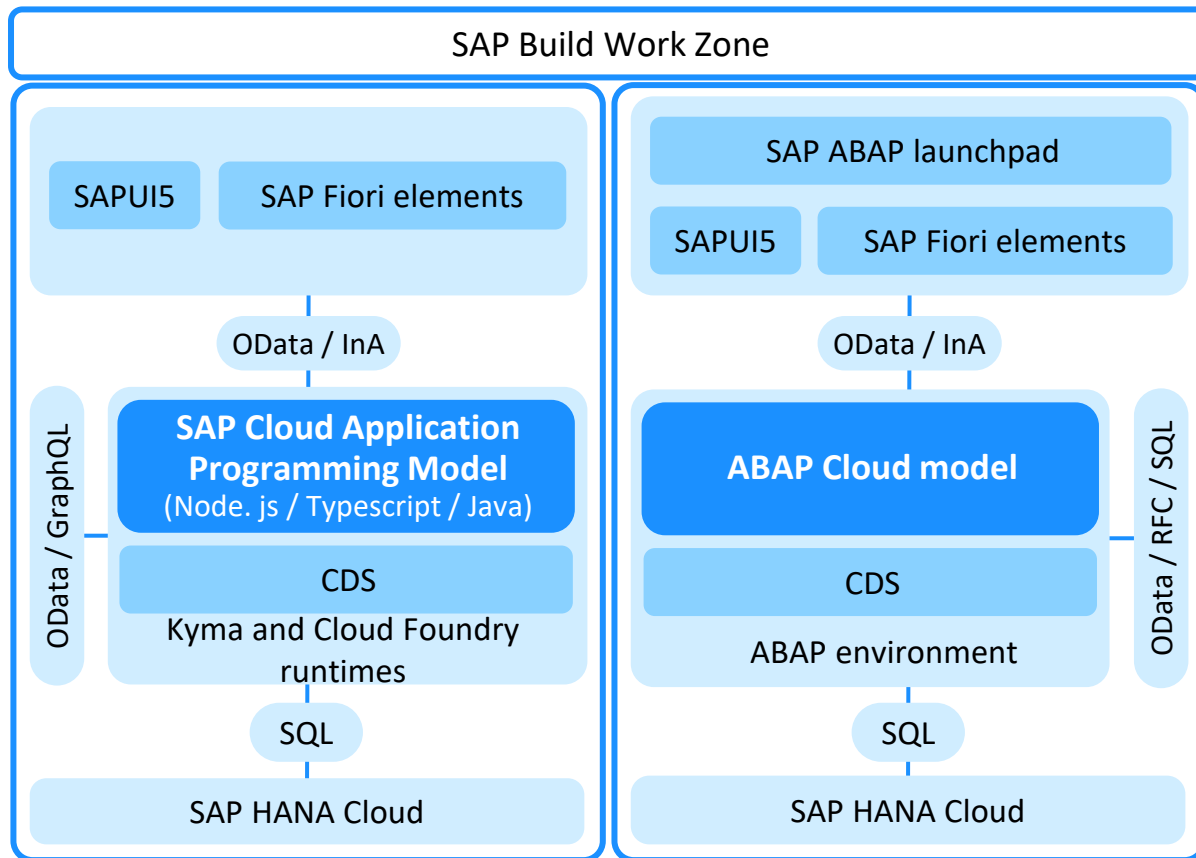 SAP Build Work Zone
SAPUI5
SAP Fiori elements
OData / InA
OData / GraphQL
SAP Cloud Application
Programming Model
(Node. js / Typescript / Java)
CDS
Kyma and Cloud Foundry
runtimes
SQL
SAP HANA Cloud
SAP ABAP launchpad
SAPUI5
SAP Fiori elements
OData / InA
ABAP Cloud model
CDS
ABAP environment
OData / RFC / SQL
SQL
SAP HANA Cloud